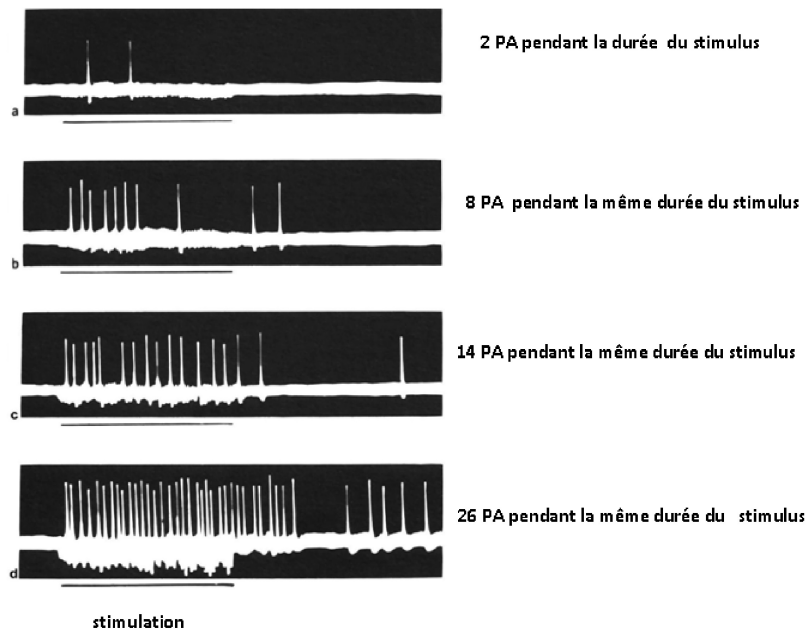 2 PA pendant la durée du stimulus
a
8 PA pendant la même durée du stimulus
b
14 PA pendant la même durée du stimulus
c
26 PA pendant la même durée du stimulus
d
stimulation